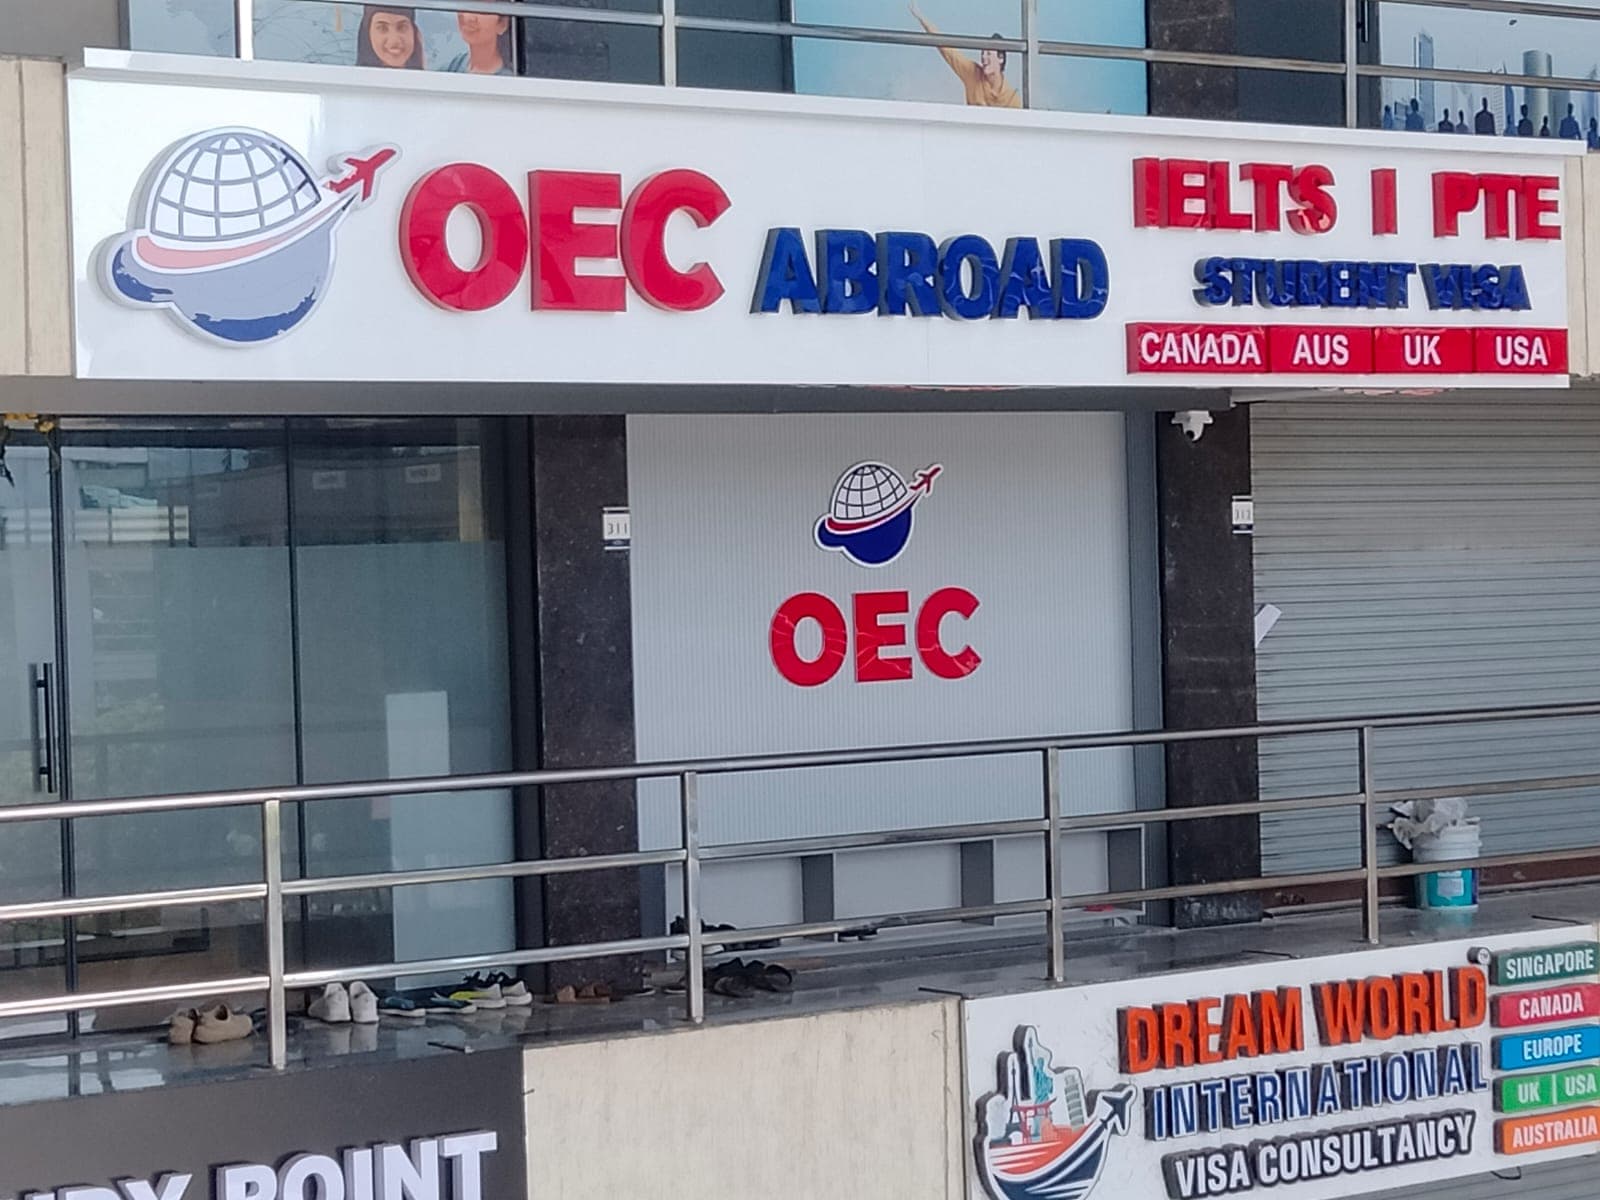 OEC ABROAD
IELTS | PTE
STUDENT VISA
CANADA AUS UK USA
311
OEC
DREAM WORLD
INTERNATIONAL
VISA CONSULTANCY
SINGAPORE
CANADA
EUROPE
UK | USA
AUSTRALIA
POINT